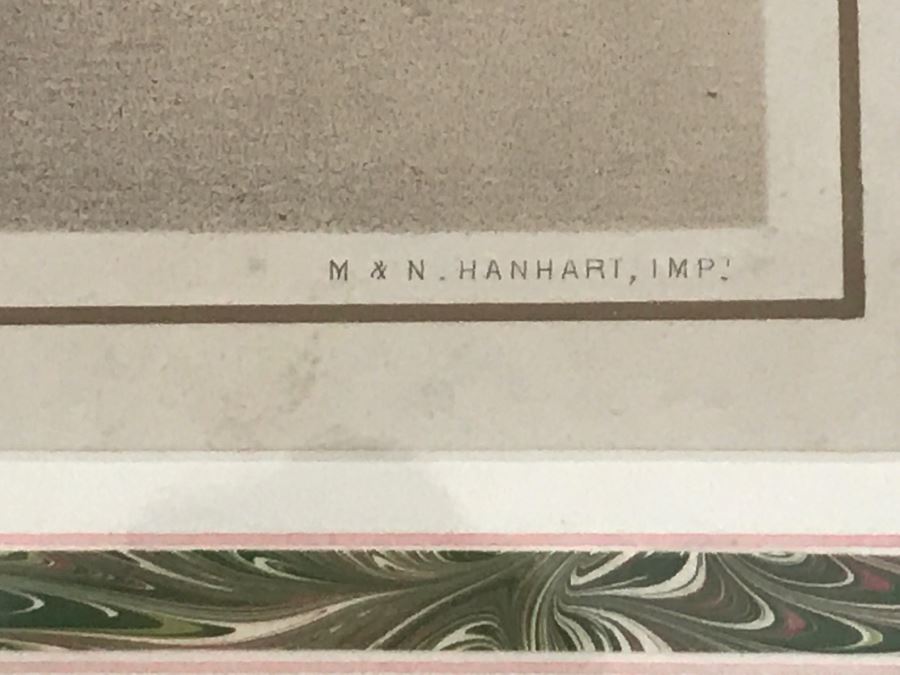 M & N. HANHART, IMP!